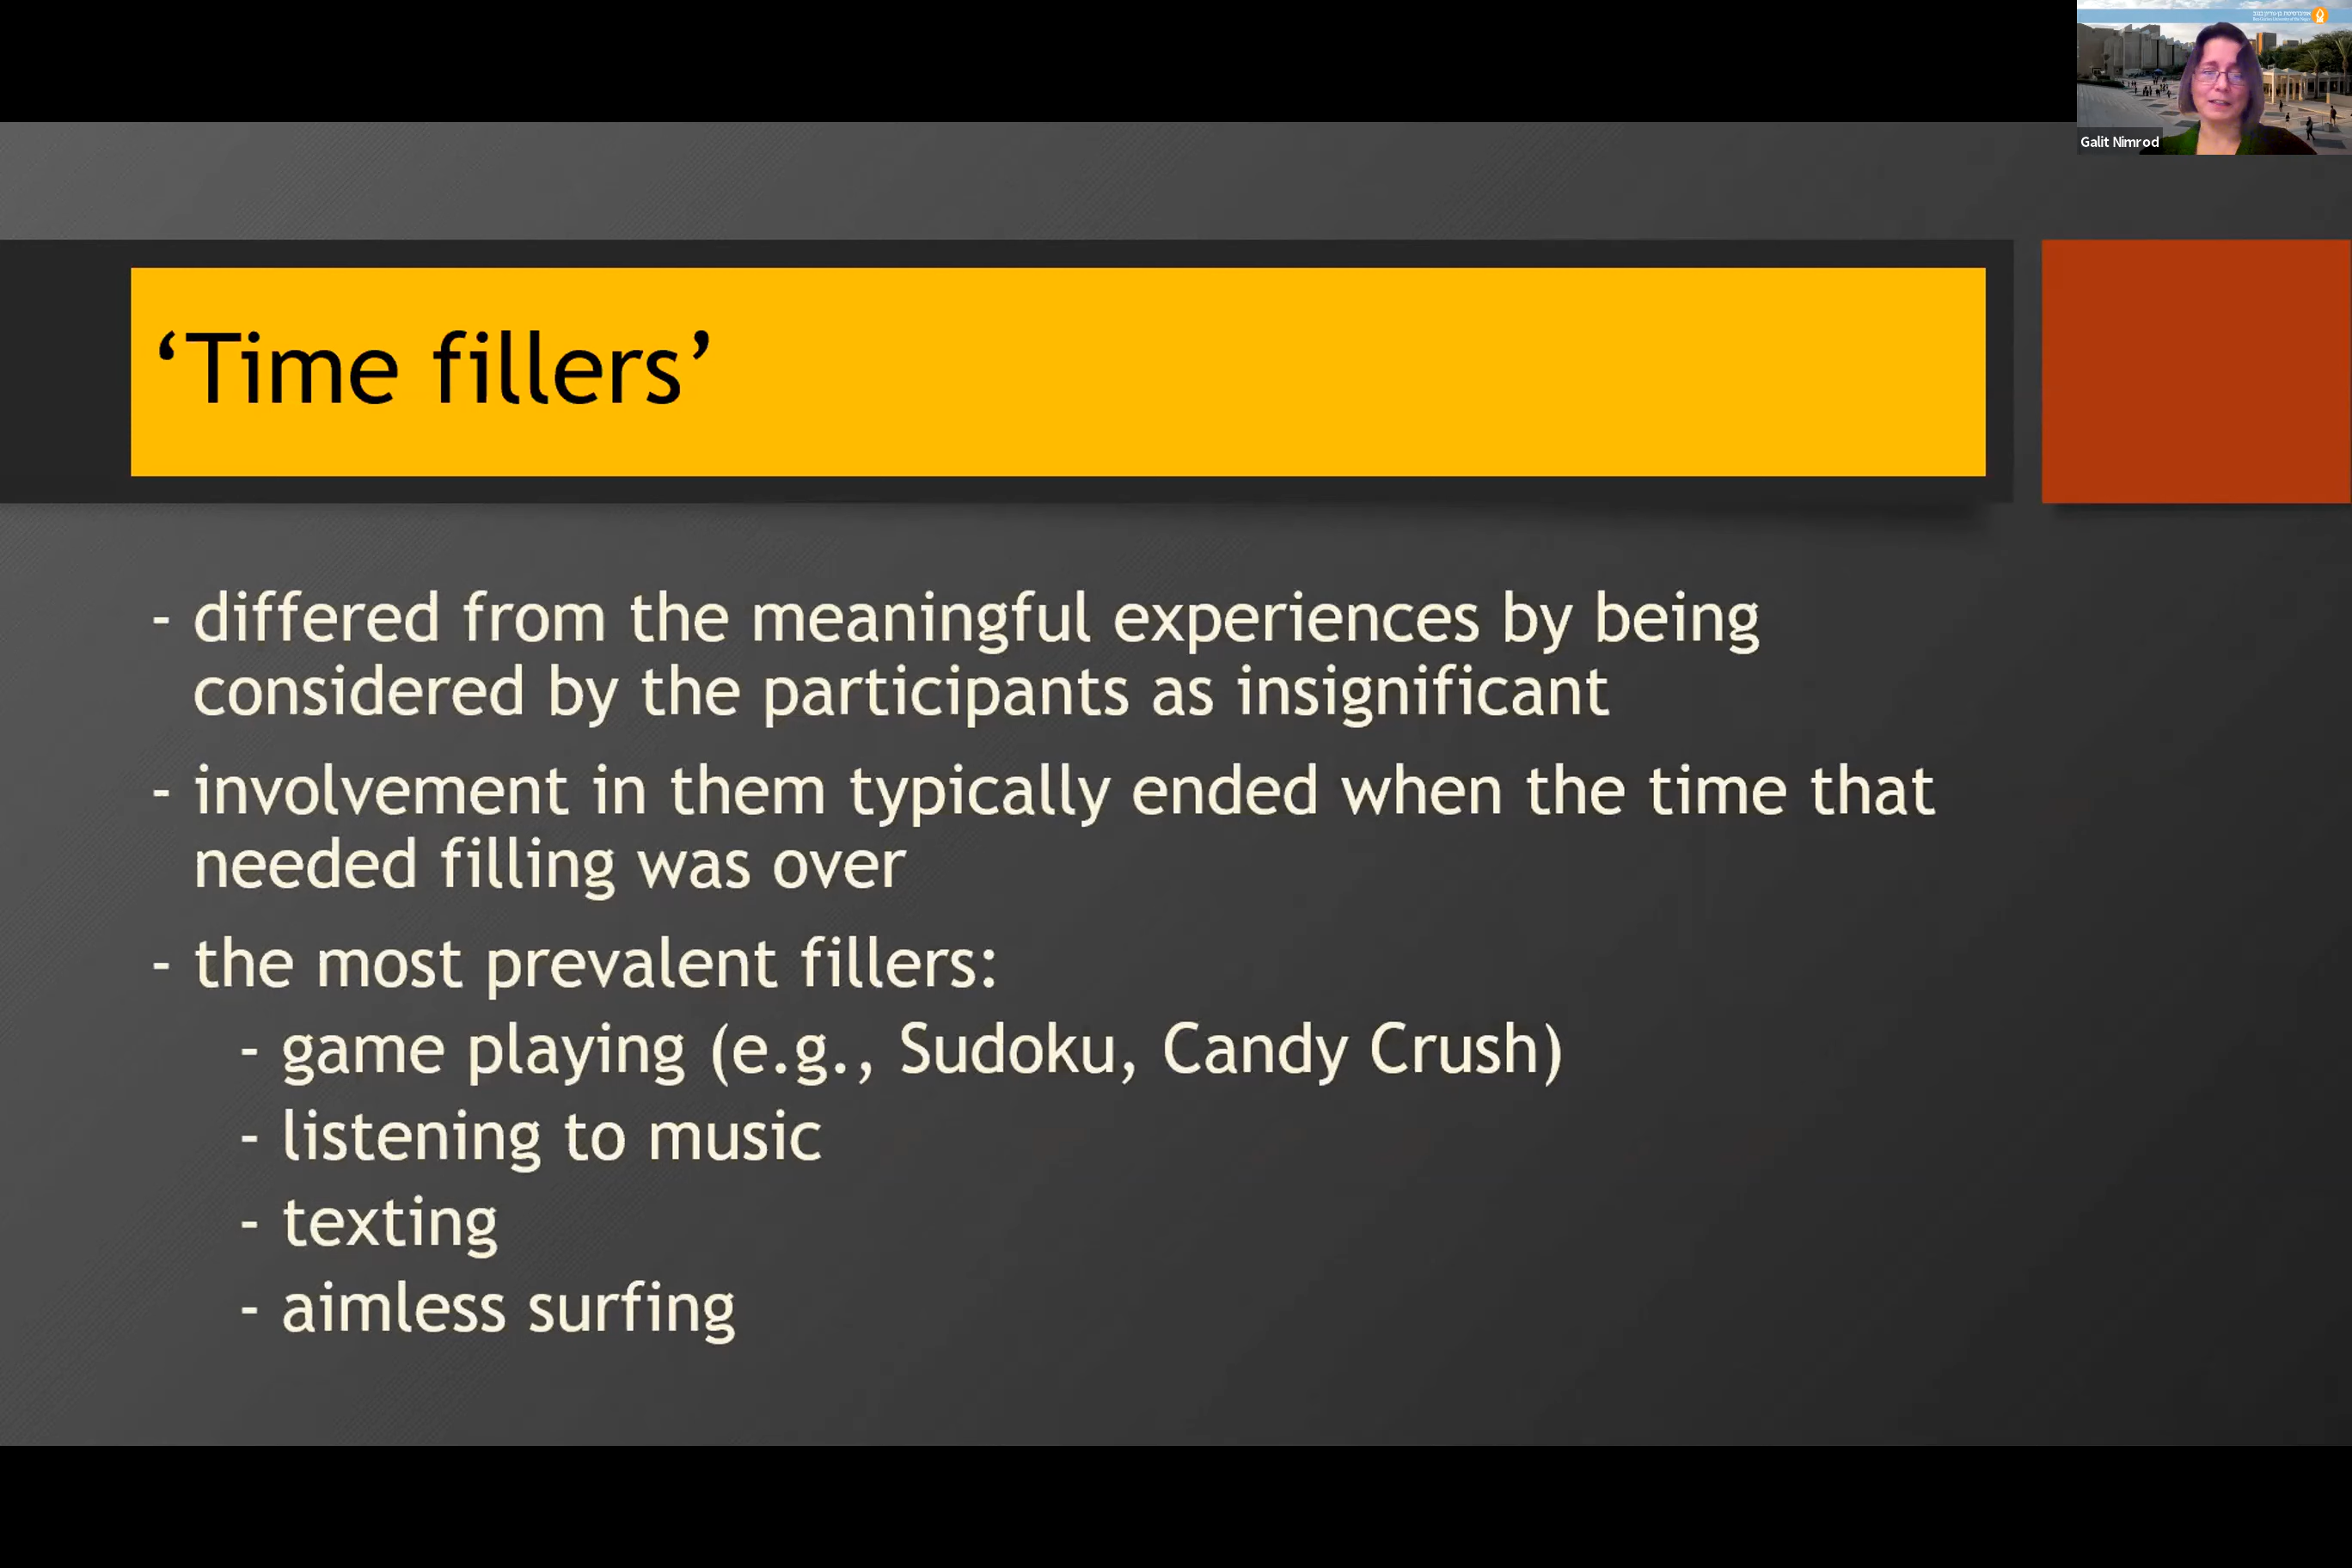 Galit Nimrod
‘Time fillers’
- differed from the meaningful experiences by being
considered by the participants as insignificant
- involvement in them typically ended when the time that
needed filling was over
- the most prevalent fillers:
- game playing (e.g., Sudoku, Candy Crush)
- listening to music
- texting
- aimless surfing